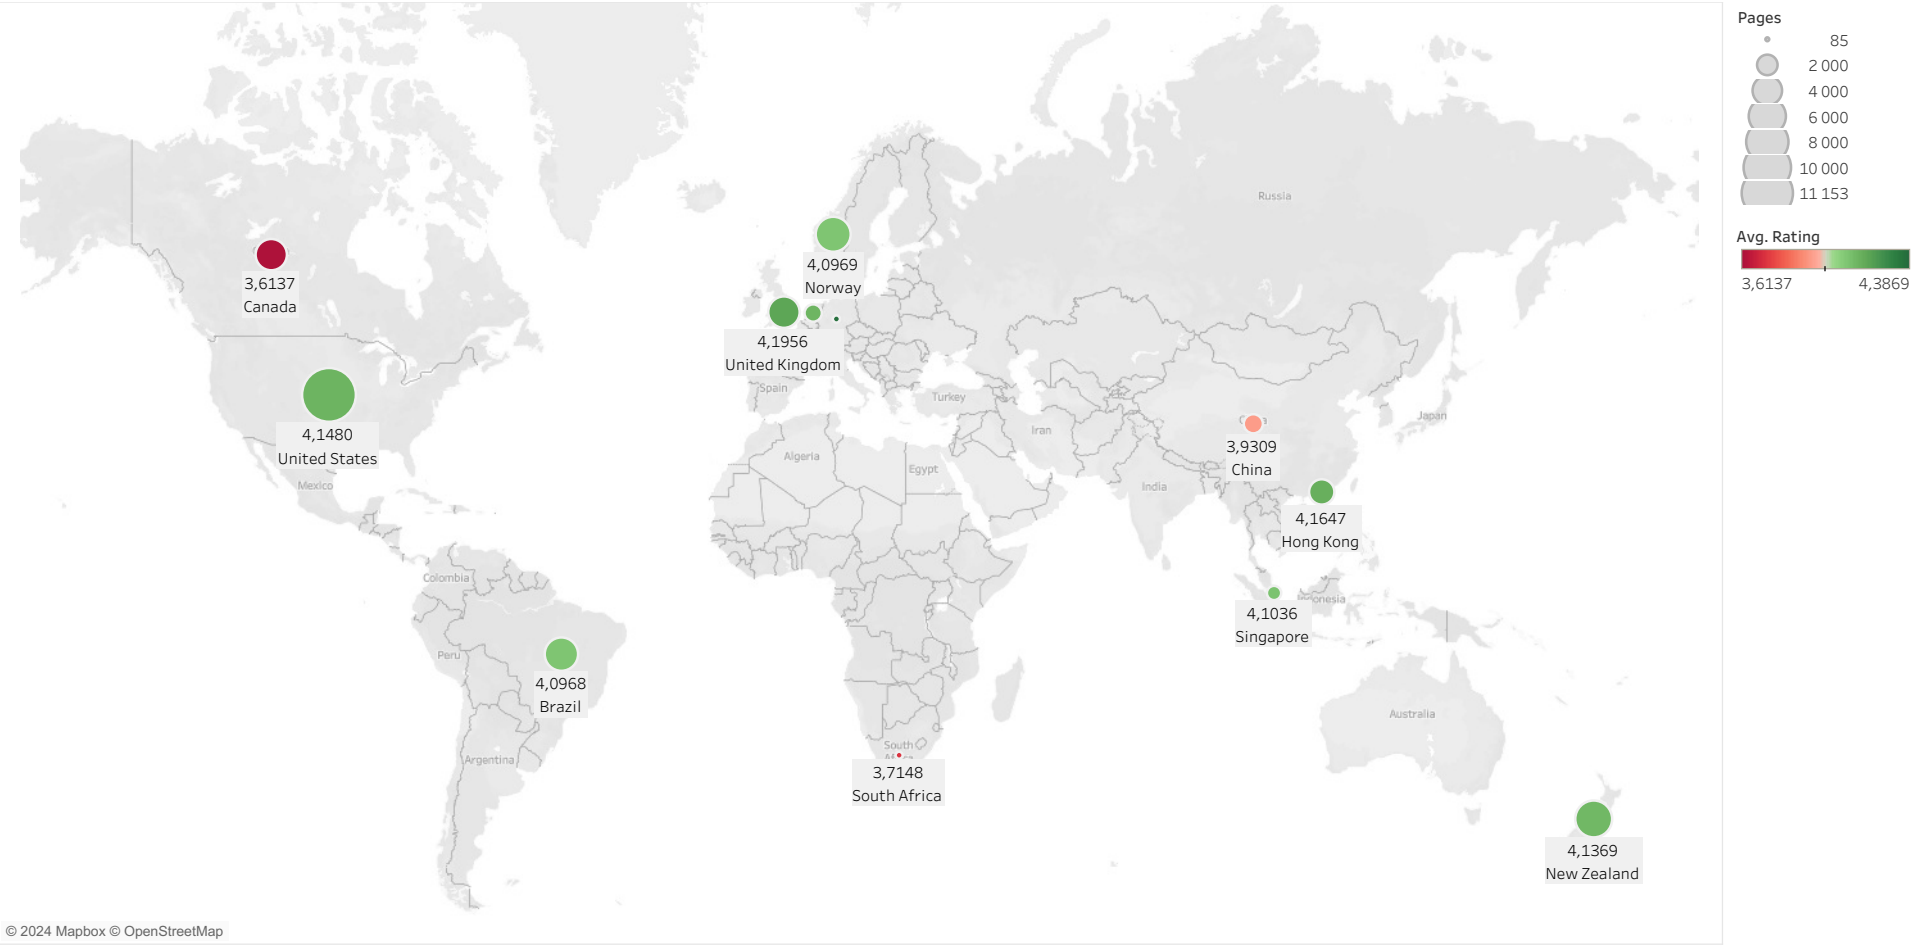 Russia
3,6137
Canada
4,0969
Norway
4,1956
United Kingdom
Spain
Turkey
Japan
4,1480
United States
Mexico
Algeria
Egypt
Iran
India
3,9309
China
4,1647
Hong Kong
Colombia
4,1036
Singapore
Peru
4,0968
Brazil
Argentina
South
3,7148
South Africa
Australia
4,1369
New Zealand
© 2024 Mapbox © OpenStreetMap
Pages
85
2 000
4 000
6 000
8 000
10 000
11 153
Avg. Rating
3,6137 4,3869